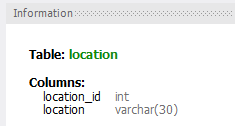 Information
Table: location
Columns:
location_id int
location varchar(30)